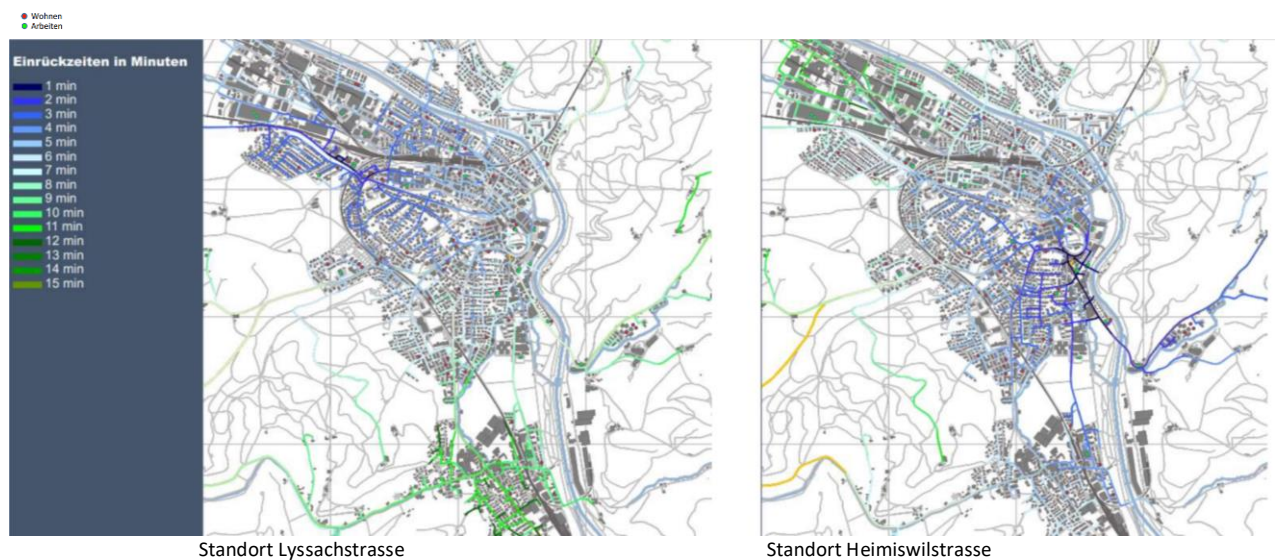 Wohnen
Arbeiten
Einrückzeiten in Minuten
1 min
2 min
3 min
4 min
5 min
6 min
7 min
8 min
9 min
10 min
11 min
12 min
13 min
14 min
15 min
Standort Lyssachstrasse
Standort Heimiswilstrasse